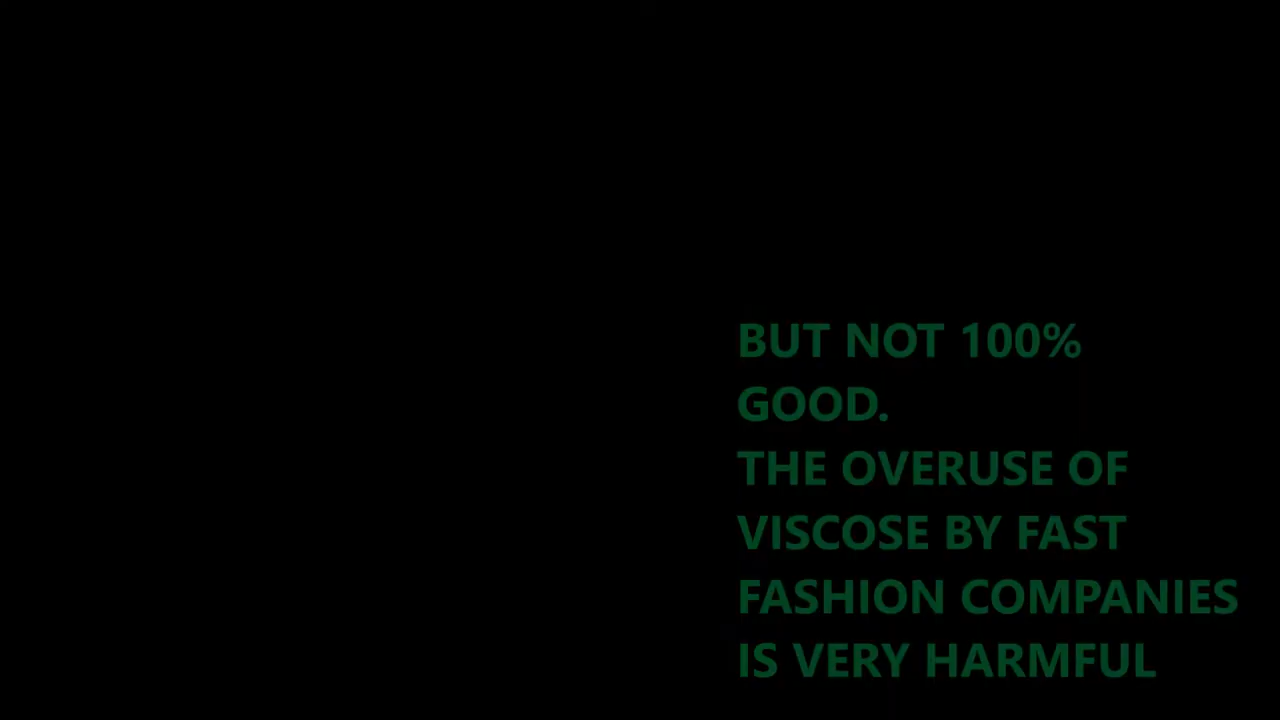 BUT NOT 100%
GOOD.
THE OVERUSE OF
VISCOSE BY FAST
FASHION COMPANIES
IS VERY HARMFUL